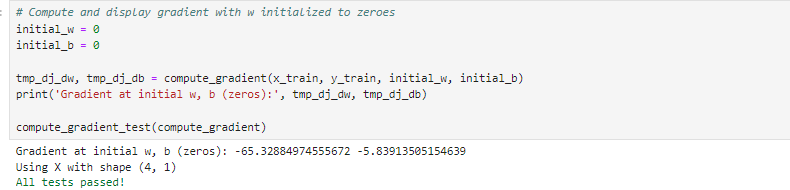 # Compute and display gradient with w initialized to zeroes
initial_w = 0
initial_b = 0
tmp_dj_dw, tmp_dj_db = compute_gradient(x_train, y_train, initial_w, initial_b)
print('Gradient at initial w, b (zeros):', tmp_dj_dw, tmp_dj_db)
compute_gradient_test(compute_gradient)
Gradient at initial w, b (zeros): -65.32884974555672 -5.83913505154639
Using X with shape (4, 1)
All tests passed!